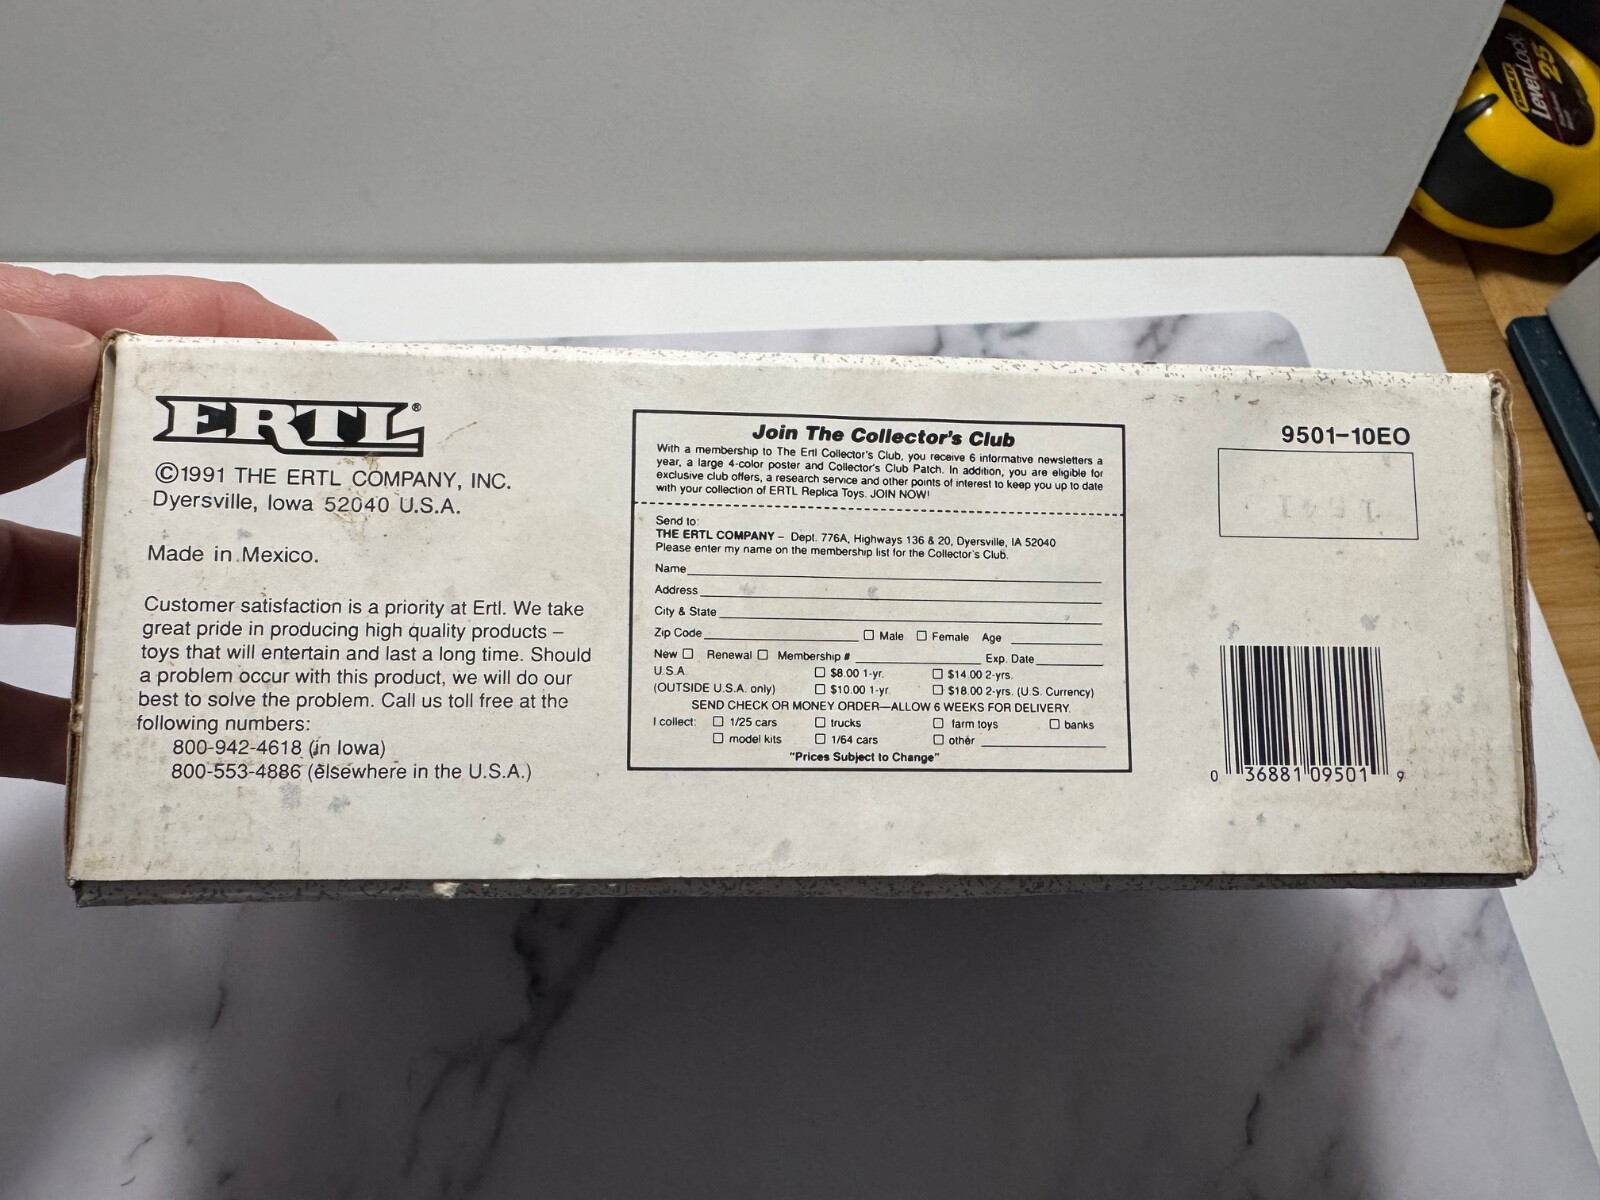 ERTL®
©1991 THE ERTL COMPANY, INC.
Dyersville, Iowa 52040 U.S.A.
Made in Mexico.
Customer satisfaction is a priority at Ertl. We take
great pride in producing high quality products –
toys that will entertain and last a long time. Should
a problem occur with this product, we will do our
best to solve the problem. Call us toll free at the
following numbers:
800-942-4618 (in Iowa)
800-553-4886 (elsewhere in the U.S.A.)
Join The Collector's Club
With a membership to The Ertl Collector's Club, you receive 6 informative newsletters a
year, a large 4-color poster and Collector's Club Patch. In addition, you are eligible for
exclusive club offers, a research service and other points of interest to keep you up to date
with your collection of ERTL Replica Toys. JOIN NOW!
Send to:
THE ERTL COMPANY – Dept. 776A, Highways 136 & 20, Dyersville, IA 52040
Please enter my name on the membership list for the Collector's Club.
Name
Address
City & State
Zip Code Male Female Age
New Renewal Membership # Exp. Date
U.S.A. $8.00 1-yr. $14.00 2-yrs.
(OUTSIDE U.S.A. only) $10.00 1-yr. $18.00 2-yrs. (U.S. Currency)
SEND CHECK OR MONEY ORDER—ALLOW 6 WEEKS FOR DELIVERY.
I collect: 1/25 cars trucks farm toys banks
model kits 1/64 cars other
"Prices Subject to Change"
9501-10EO
0 36881 09501 9
STANLEY
LeverLock
25